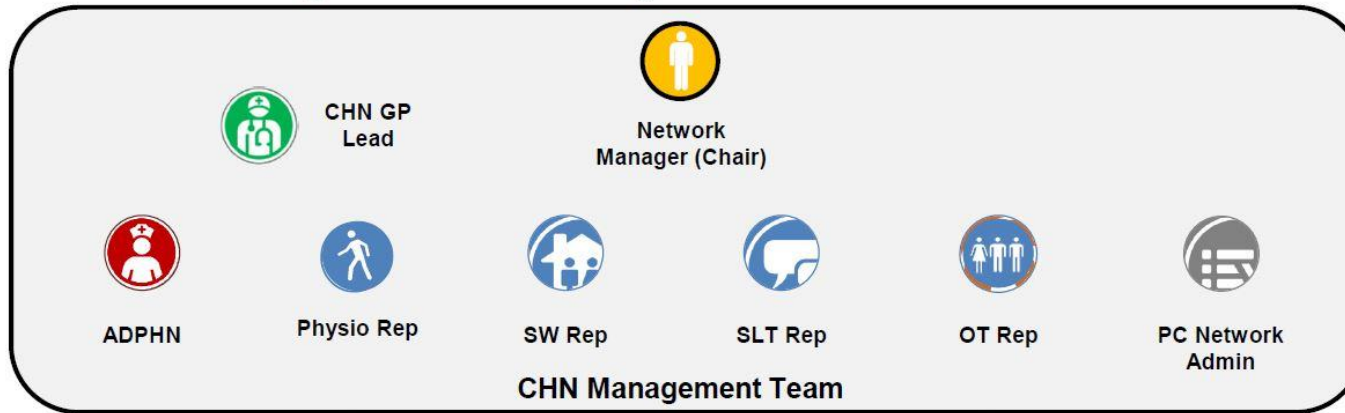 CHN GP
Lead
Network
Manager (Chair)
ADPHN
Physio Rep
SW Rep
SLT Rep
OT Rep
PC Network
Admin
CHN Management Team